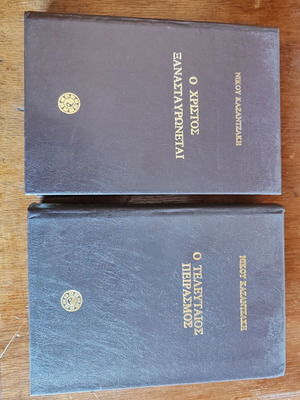 ΝΙΚΟΥ ΚΑΖΑΝΤΖΑΚΗ
Ο ΧΡΙΣΤΟΣ
ΞΑΝΑΣΤΑΥΡΩΝΕΤΑΙ
ΝΙΚΟΥ ΚΑΖΑΝΤΖΑΚΗ
Ο ΤΕΛΕΥΤΑΙΟΣ
ΠΕΙΡΑΣΜΟΣ